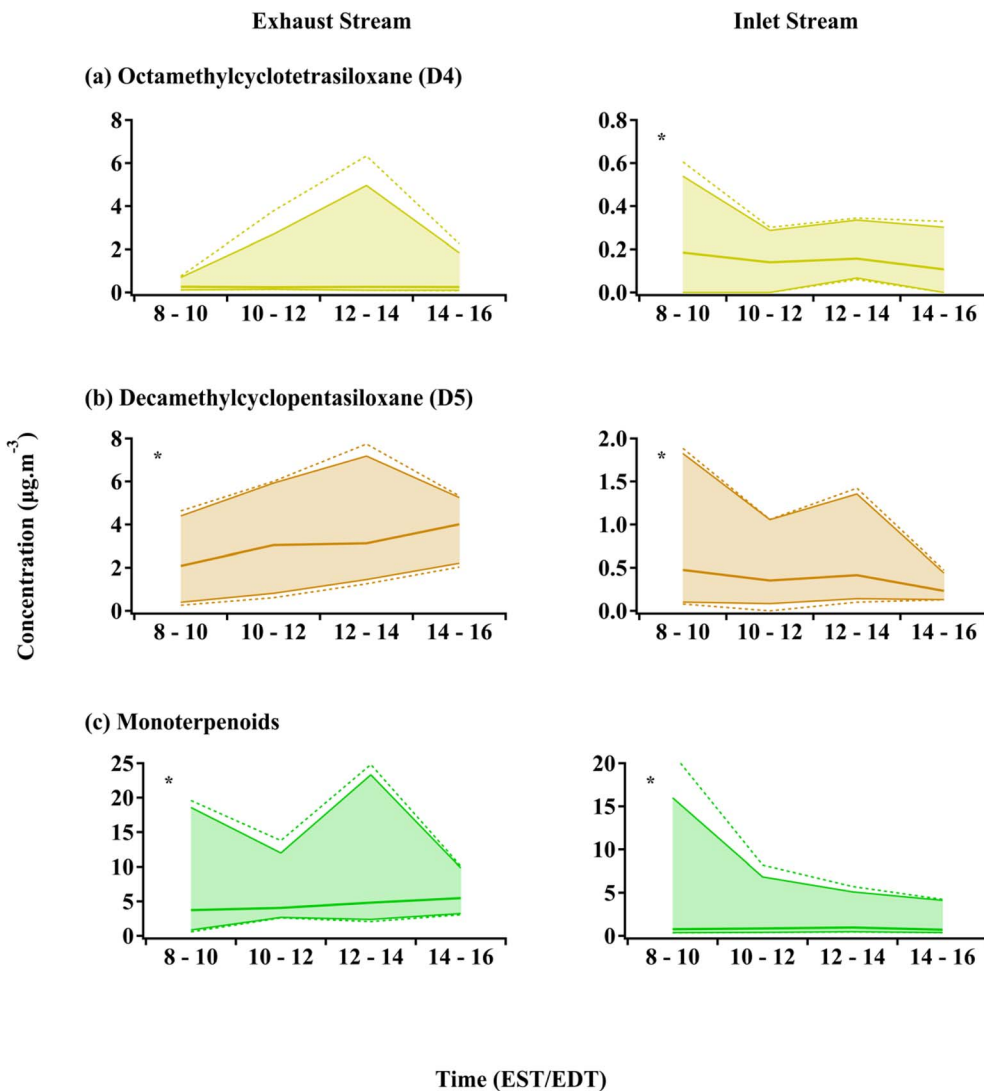 Exhaust Stream
Inlet Stream
(a) Octamethylcyclotetrasiloxane (D4)
8
6
4
2
0
8 - 10 10 - 12 12 - 14 14 - 16
0.8
0.6
0.4
0.2
0.0
*
8 - 10 10 - 12 12 - 14 14 - 16
(b) Decamethylcyclopentasiloxane (D5)
8
6
4
2
0
*
8 - 10 10 - 12 12 - 14 14 - 16
2.0
1.5
1.0
0.5
0.0
*
8 - 10 10 - 12 12 - 14 14 - 16
Concentration (µg.m⁻³)
(c) Monoterpenoids
25
20
15
10
5
0
*
8 - 10 10 - 12 12 - 14 14 - 16
20
15
10
5
0
*
8 - 10 10 - 12 12 - 14 14 - 16
Time (EST/EDT)